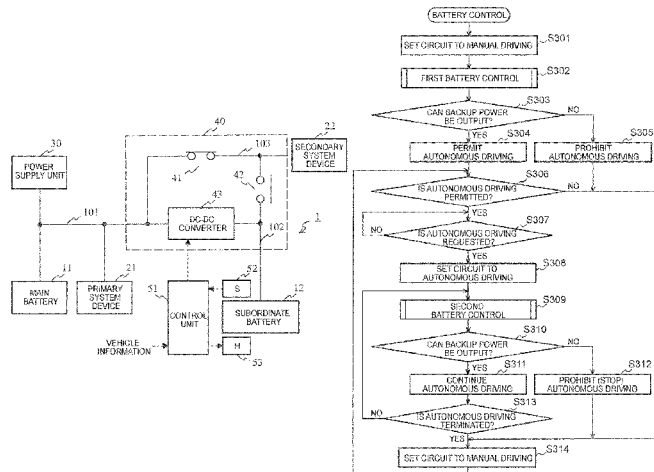 30
POWER
SUPPLY UNIT
101
11
MAIN
BATTERY
21
PRIMARY
SYSTEM
DEVICE
40
103
41
42
43
DC-DC
CONVERTER
102
22
SECONDARY
SYSTEM
DEVICE
1
51
CONTROL
UNIT
52
S
12
SUBORDINATE
BATTERY
VEHICLE
INFORMATION
H
53
BATTERY CONTROL
SET CIRCUIT TO MANUAL DRIVING
S301
FIRST BATTERY CONTROL
S302
S303
CAN BACKUP POWER
BE OUTPUT?
NO
YES
S304
S305
PERMIT
AUTONOMOUS DRIVING
PROHIBIT
AUTONOMOUS DRIVING
S306
IS AUTONOMOUS DRIVING
PERMITTED?
NO
YES
S307
IS AUTONOMOUS DRIVING
REQUESTED?
NO
YES
S308
SET CIRCUIT TO
AUTONOMOUS DRIVING
S309
SECOND
BATTERY CONTROL
S310
CAN BACKUP POWER
BE OUTPUT?
NO
YES
S311
S312
CONTINUE
AUTONOMOUS DRIVING
PROHIBIT (STOP)
AUTONOMOUS DRIVING
S313
IS AUTONOMOUS DRIVING
TERMINATED?
NO
YES
S314
SET CIRCUIT TO MANUAL DRIVING